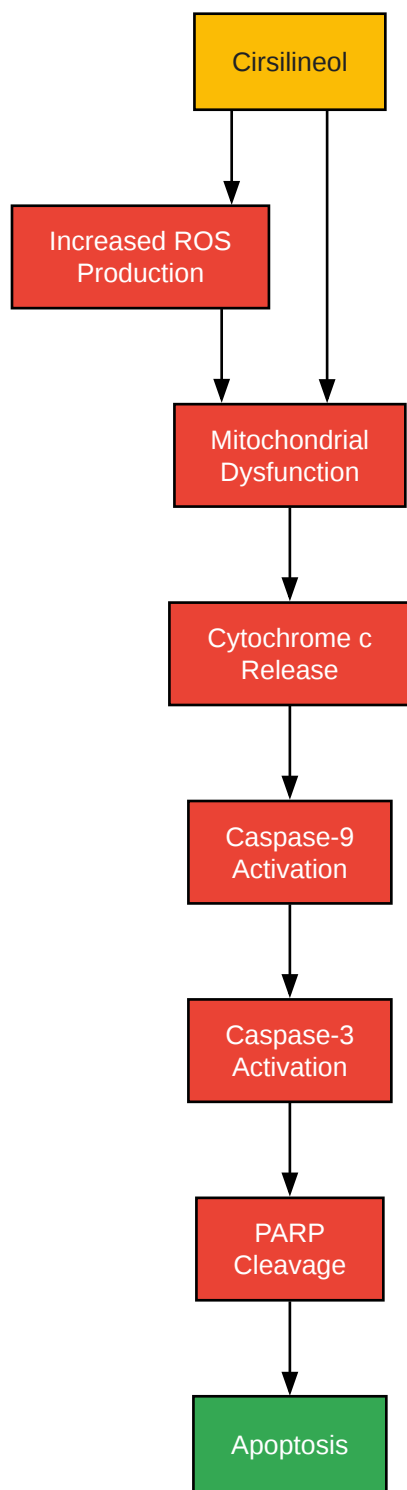 Cirsilineol
Increased ROS
Production
Mitochondrial
Dysfunction
Cytochrome c
Release
Caspase-9
Activation
Caspase-3
Activation
PARP
Cleavage
Apoptosis